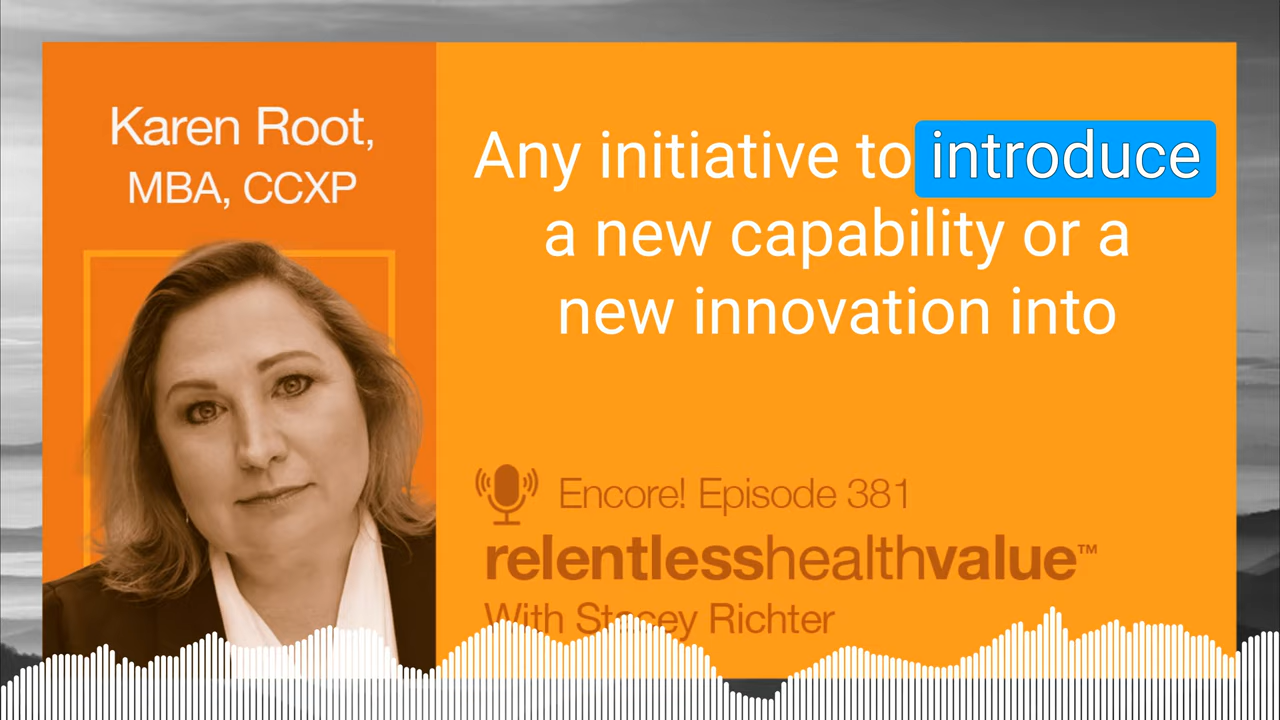 Karen Root,
MBA, CCXP
Any initiative to introduce
a new capability or a
new innovation into
Encore! Episode 381
relentlesshealthvalue™
With Stacey Richter